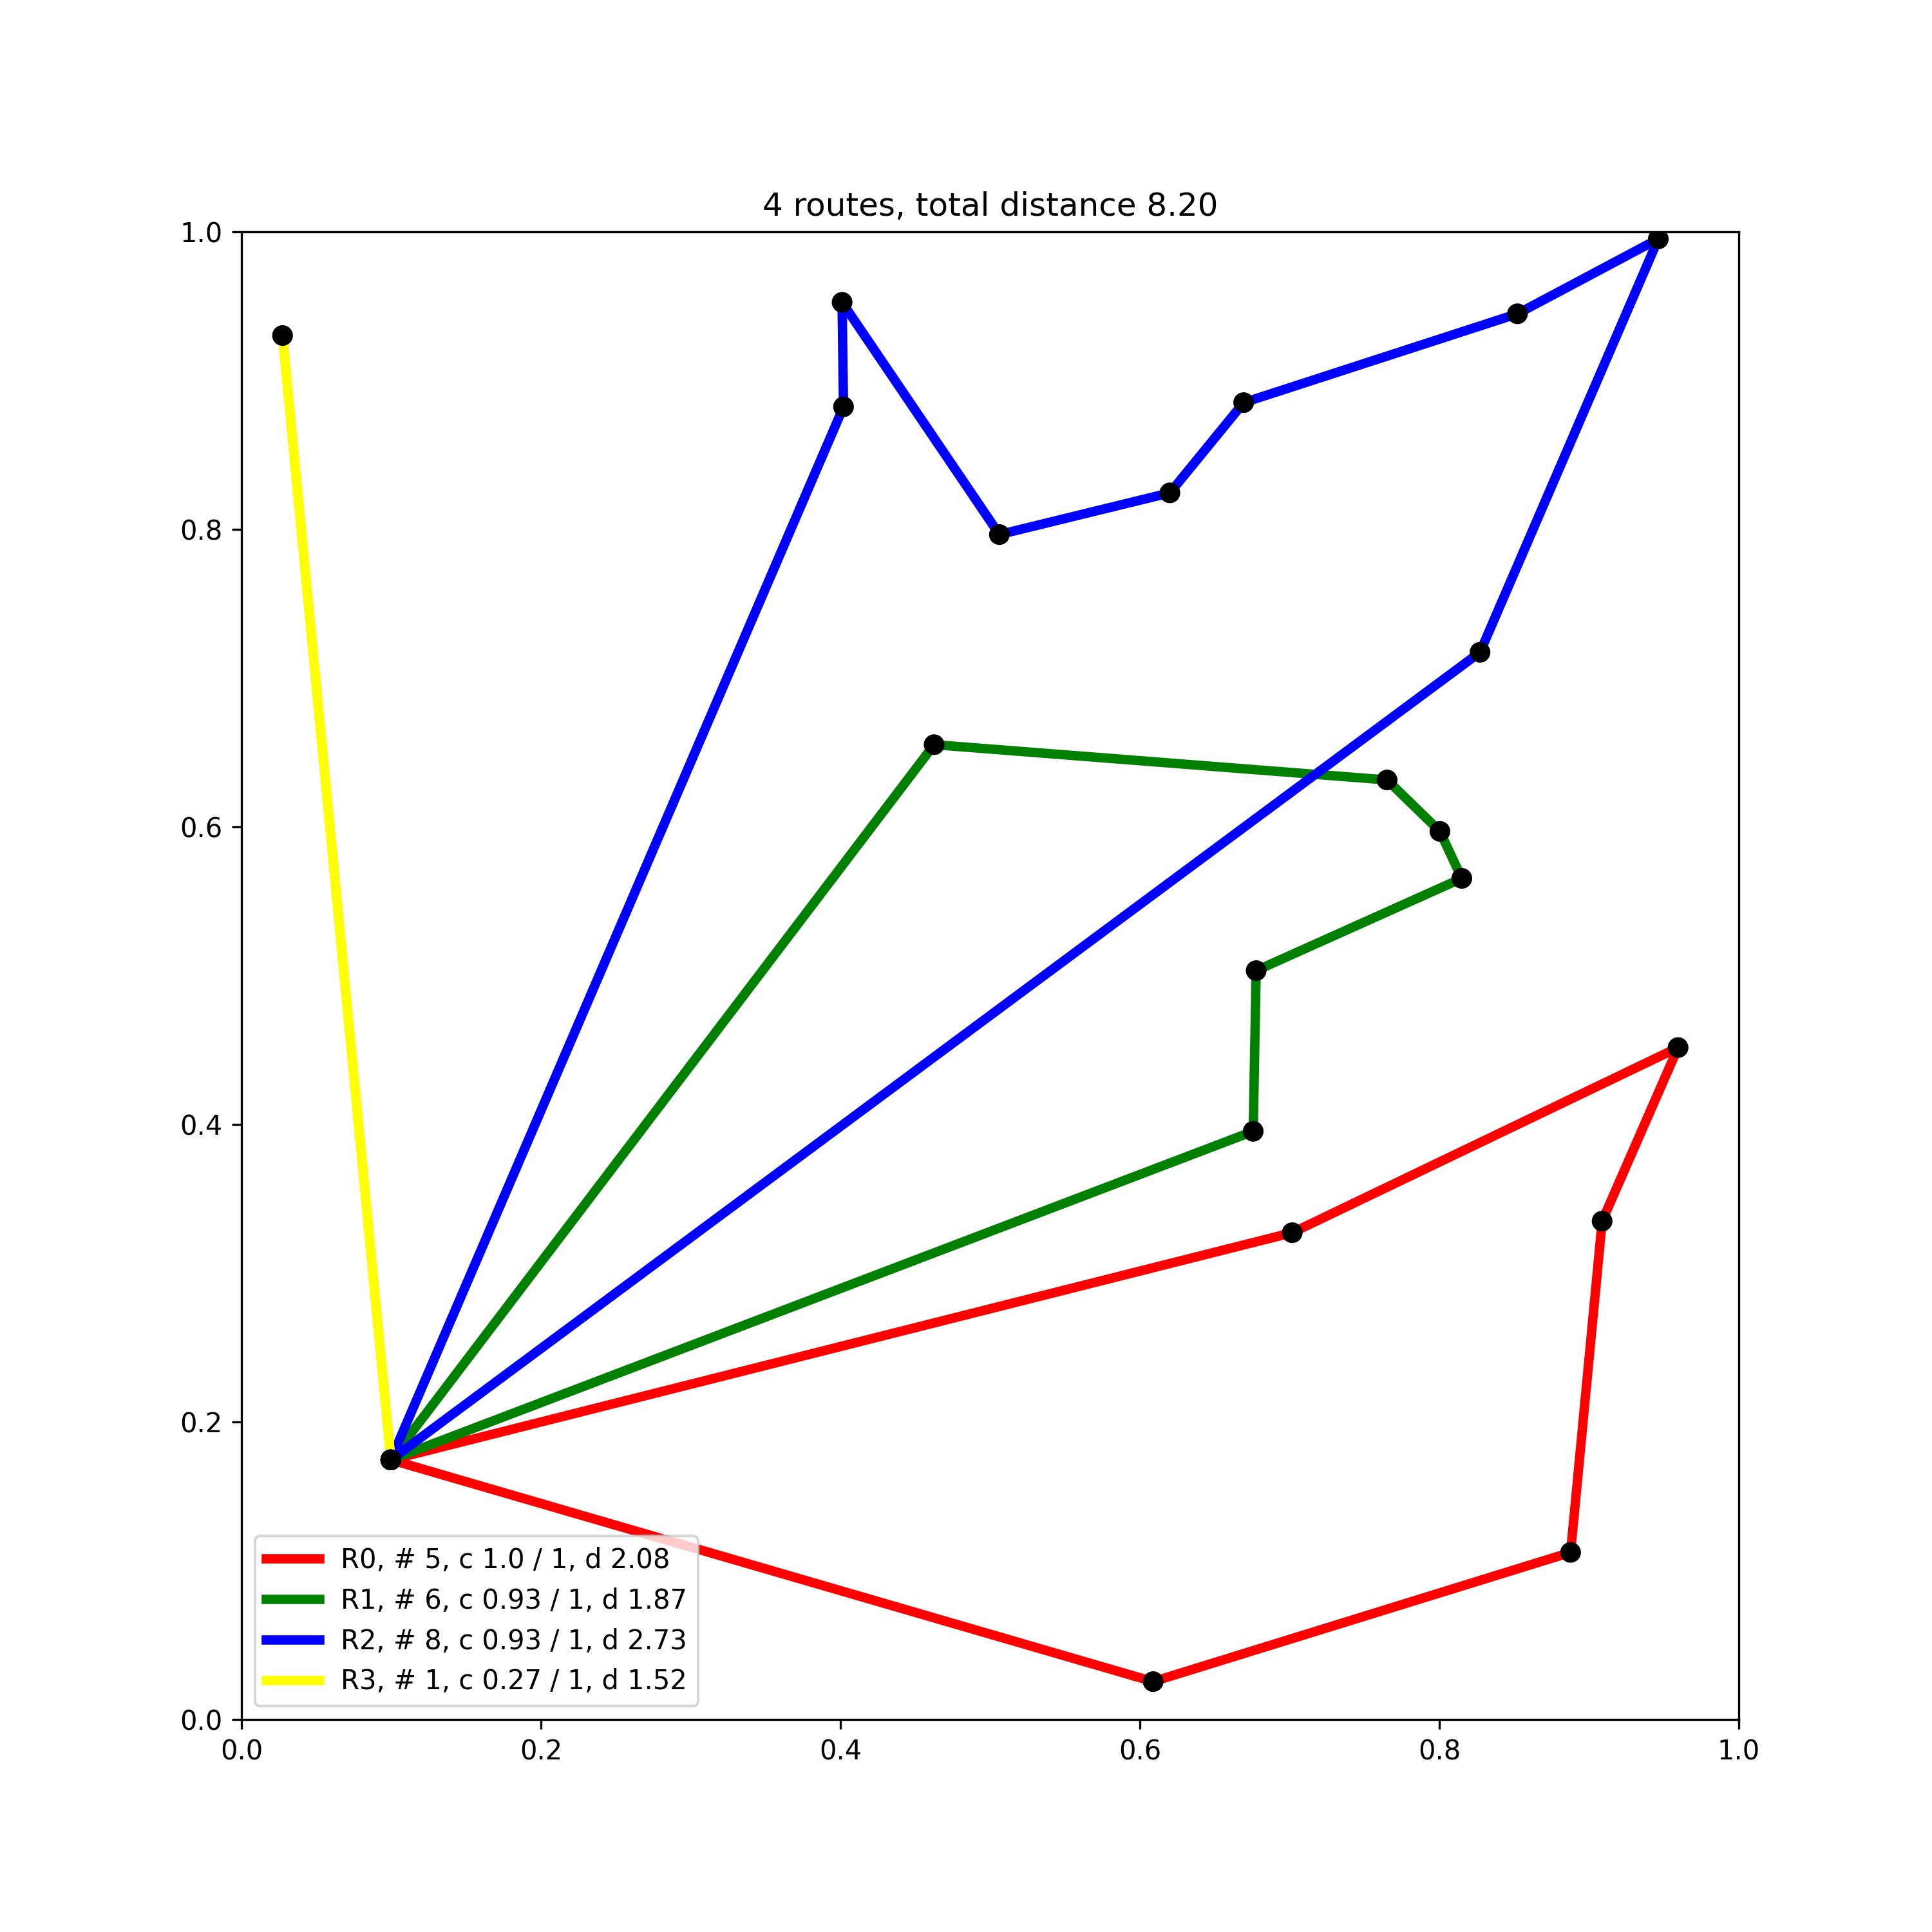 4 routes, total distance 8.20
1.0
0.8
0.6
0.4
0.2
0.0
R0, # 5, c 1.0 / 1, d 2.08
R1, # 6, c 0.93 / 1, d 1.87
R2, # 8, c 0.93 / 1, d 2.73
R3, # 1, c 0.27 / 1, d 1.52
0.0 0.2 0.4 0.6 0.8 1.0